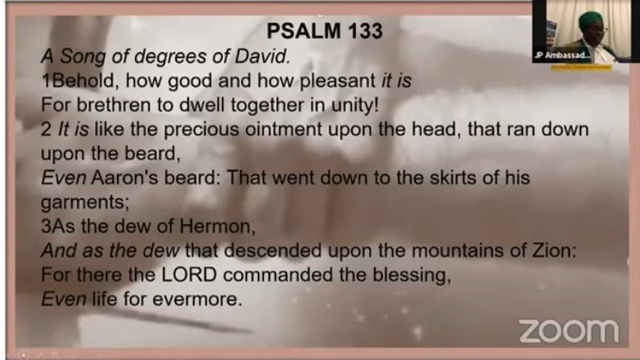 PSALM 133
A Song of degrees of David.
1Behold, how good and how pleasant it is
For brethren to dwell together in unity!
2 It is like the precious ointment upon the head, that ran down
upon the beard,
Even Aaron's beard: That went down to the skirts of his
garments;
3As the dew of Hermon,
And as the dew that descended upon the mountains of Zion:
For there the LORD commanded the blessing,
Even life for evermore.
JP Ambassad...
zoom